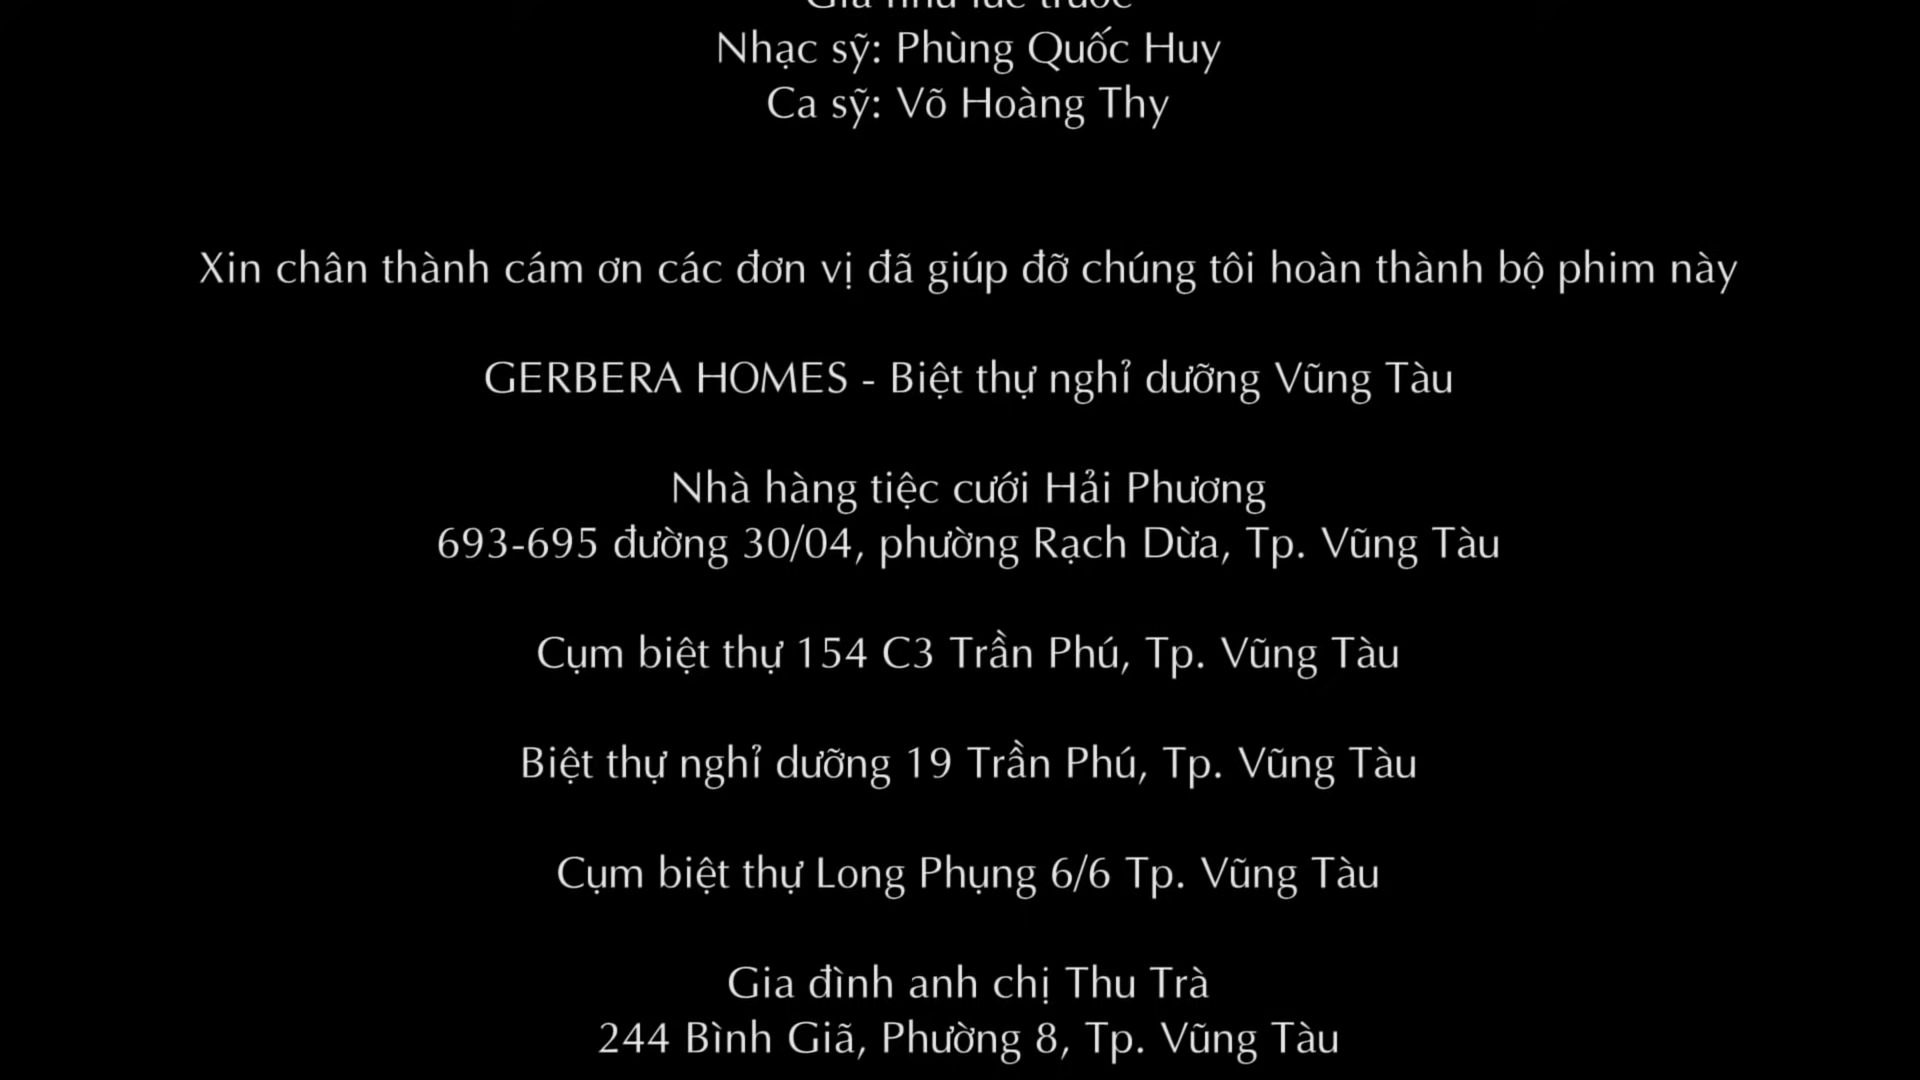 Giá như lúc trước
Nhạc sỹ: Phùng Quốc Huy
Ca sỹ: Võ Hoàng Thy
Xin chân thành cám ơn các đơn vị đã giúp đỡ chúng tôi hoàn thành bộ phim này
GERBERA HOMES - Biệt thự nghỉ dưỡng Vũng Tàu
Nhà hàng tiệc cưới Hải Phương
693-695 đường 30/04, phường Rạch Dừa, Tp. Vũng Tàu
Cụm biệt thự 154 C3 Trần Phú, Tp. Vũng Tàu
Biệt thự nghỉ dưỡng 19 Trần Phú, Tp. Vũng Tàu
Cụm biệt thự Long Phụng 6/6 Tp. Vũng Tàu
Gia đình anh chị Thu Trà
244 Bình Giã, Phường 8, Tp. Vũng Tàu